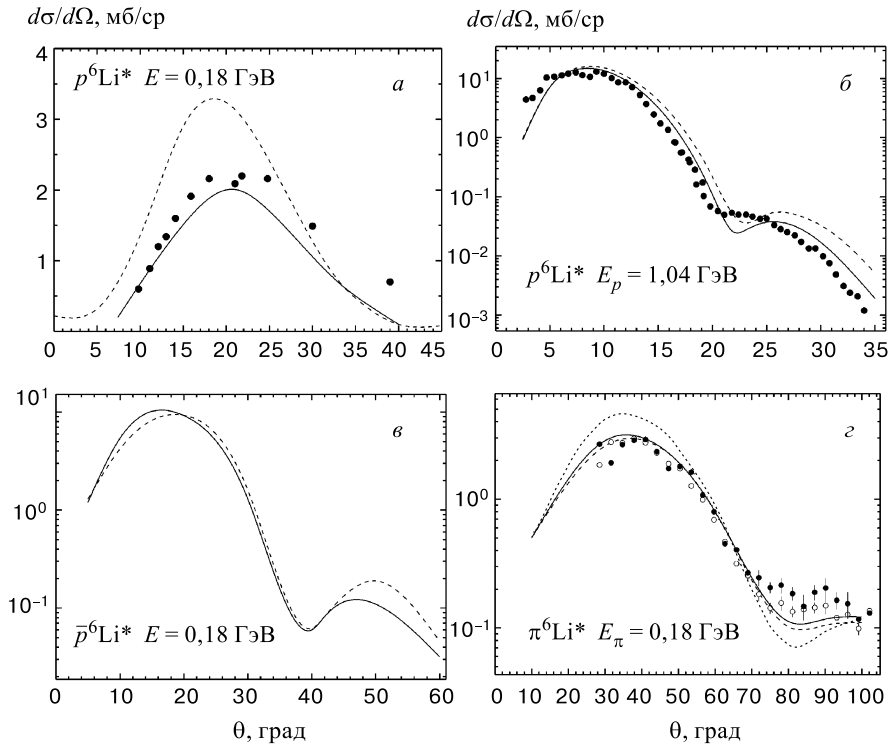 dσ/dΩ, мб/ср
dσ/dΩ, мб/ср
4
3
2
1
p⁶Li* E = 0,18 ГэВ
а
0 5 10 15 20 25 30 35 40 45
10¹
10⁰
10⁻¹
10⁻²
10⁻³
б
p⁶Li* Eₚ = 1,04 ГэВ
0 5 10 15 20 25 30 35
10¹
10⁰
10⁻¹
в
p̅⁶Li* E = 0,18 ГэВ
0 10 20 30 40 50 60
θ, град
10⁰
10⁻¹
г
π⁶Li* E_π = 0,18 ГэВ
0 10 20 30 40 50 60 70 80 90 100
θ, град